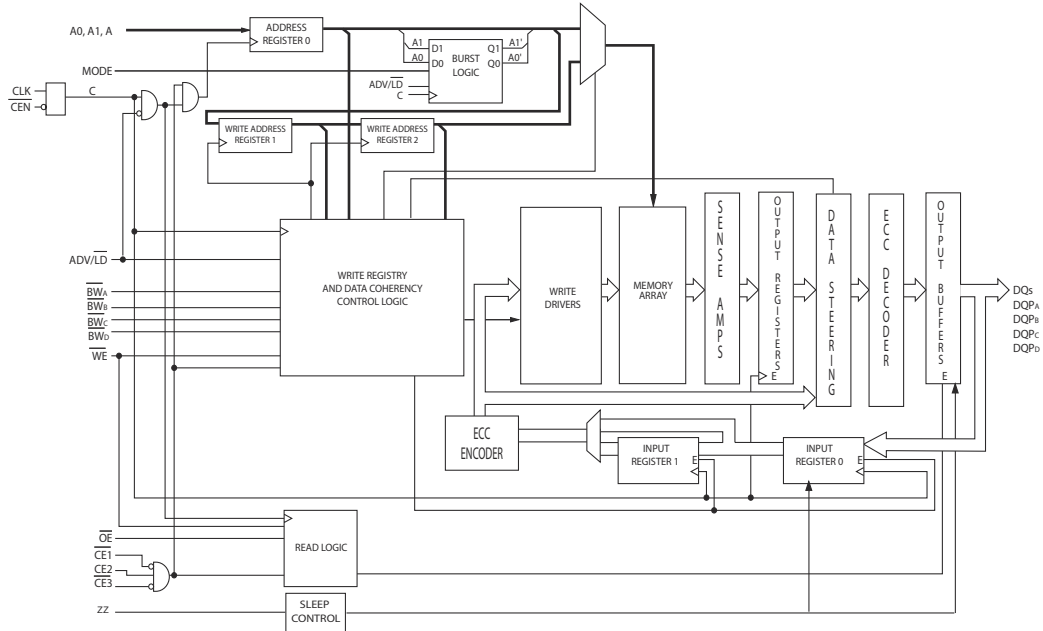 A0, A1, A
ADDRESS
REGISTER 0
A1
A0
D1
D0
BURST
LOGIC
Q1
Q0
A1'
A0'
MODE
ADV/LD
C
CLK
CEN
C
WRITE ADDRESS
REGISTER 1
WRITE ADDRESS
REGISTER 2
ADV/LD
BWA
BWB
BWC
BWD
WE
WRITE REGISTRY
AND DATA COHERENCY
CONTROL LOGIC
WRITE
DRIVERS
MEMORY
ARRAY
SENSE AMPS
OUTPUT REGISTERS
E
DATA STEERING
ECC DECODER
OUTPUT BUFFERS
E
DQs
DQPA
DQPB
DQPC
DQPD
ECC
ENCODER
INPUT
REGISTER 1
E
INPUT
REGISTER 0
E
OE
CE1
CE2
CE3
READ LOGIC
ZZ
SLEEP
CONTROL